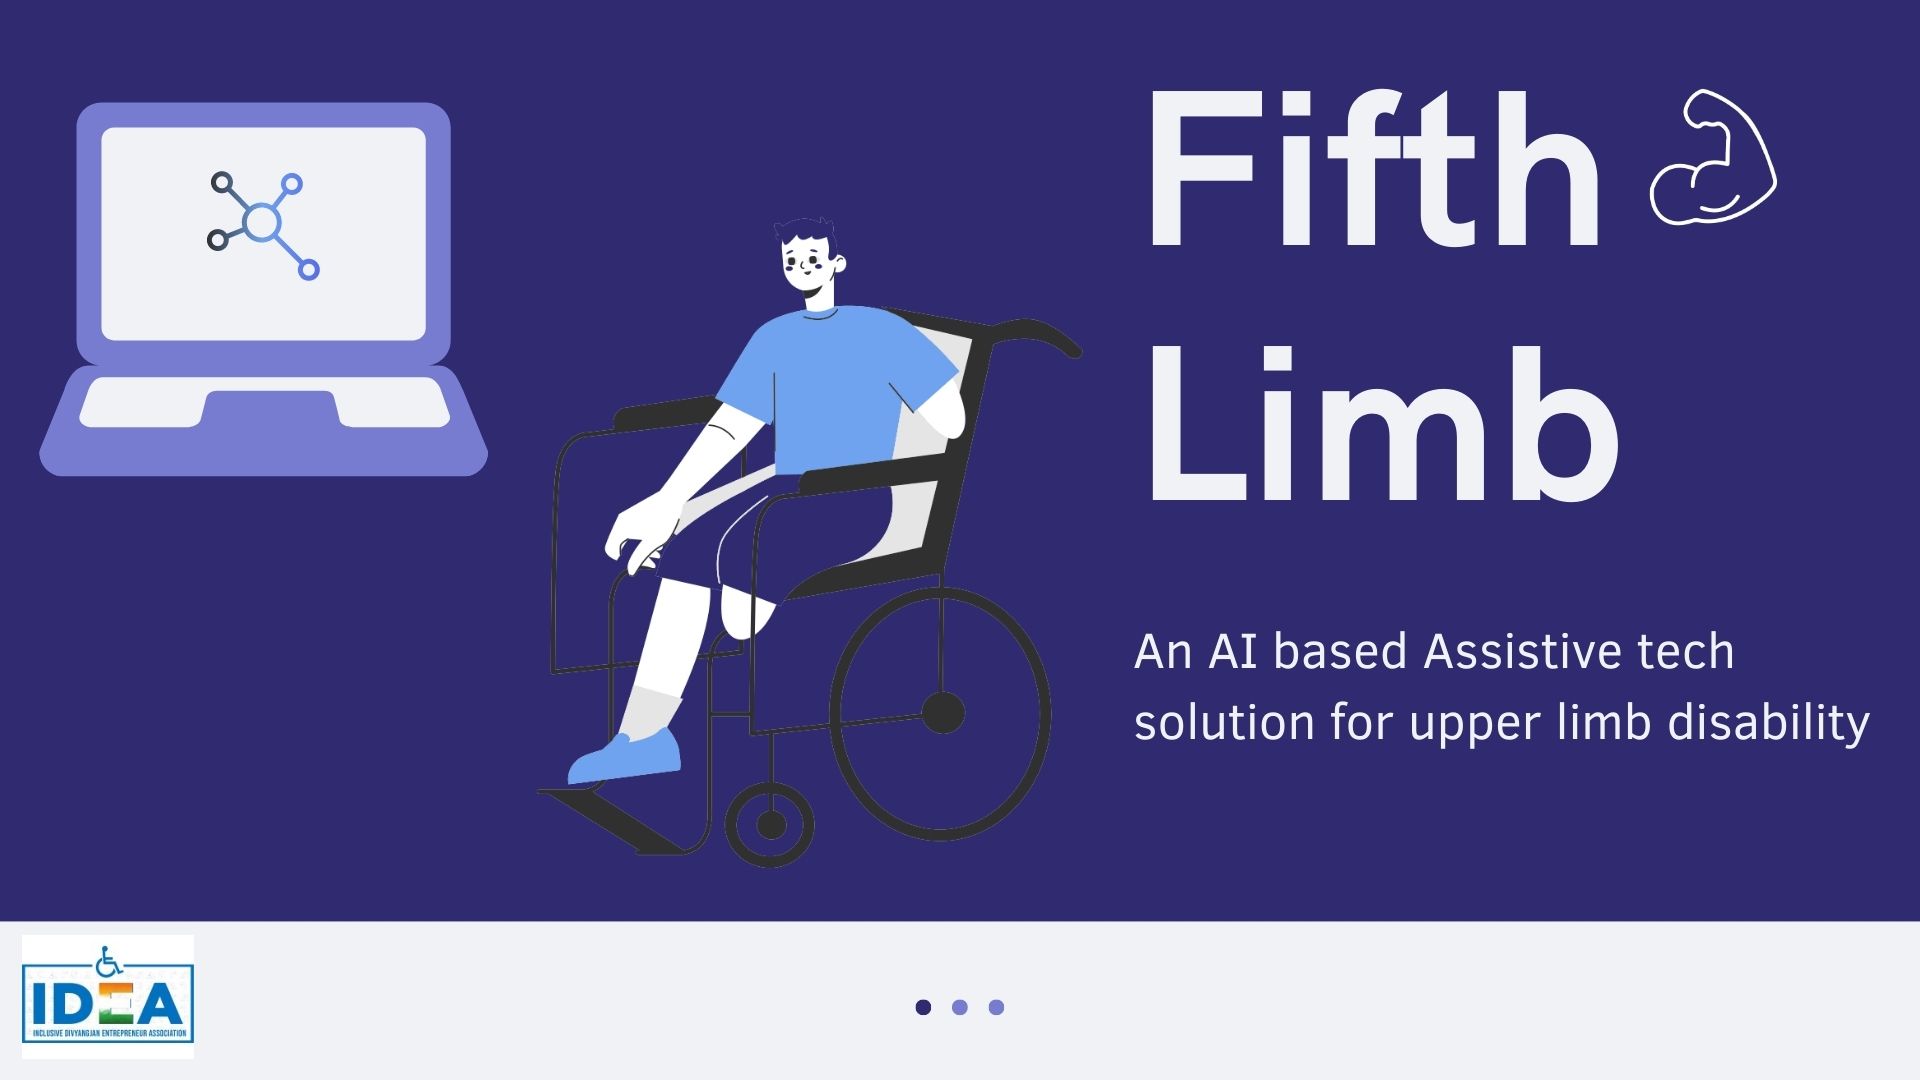 Fifth
Limb
An AI based Assistive tech
solution for upper limb disability
IDEA
INCLUSIVE DIVYANGJAN ENTREPRENEUR ASSOCIATION